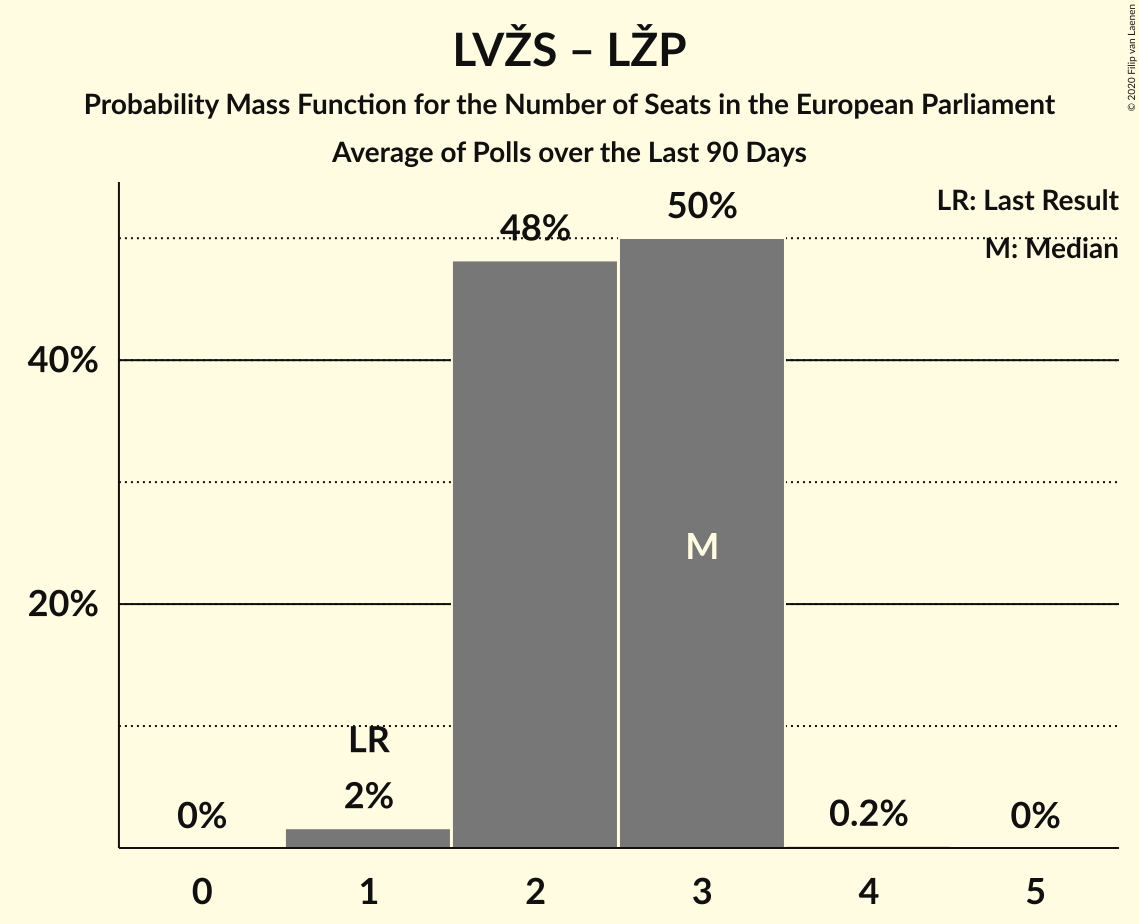 LVŽS – LŽP
Probability Mass Function for the Number of Seats in the European Parliament
Average of Polls over the Last 90 Days
© 2020 Filip van Laenen
LR: Last Result
M: Median
50%
48%
40%
M
20%
LR
2%
0%
0.2%
0%
0 1 2 3 4 5